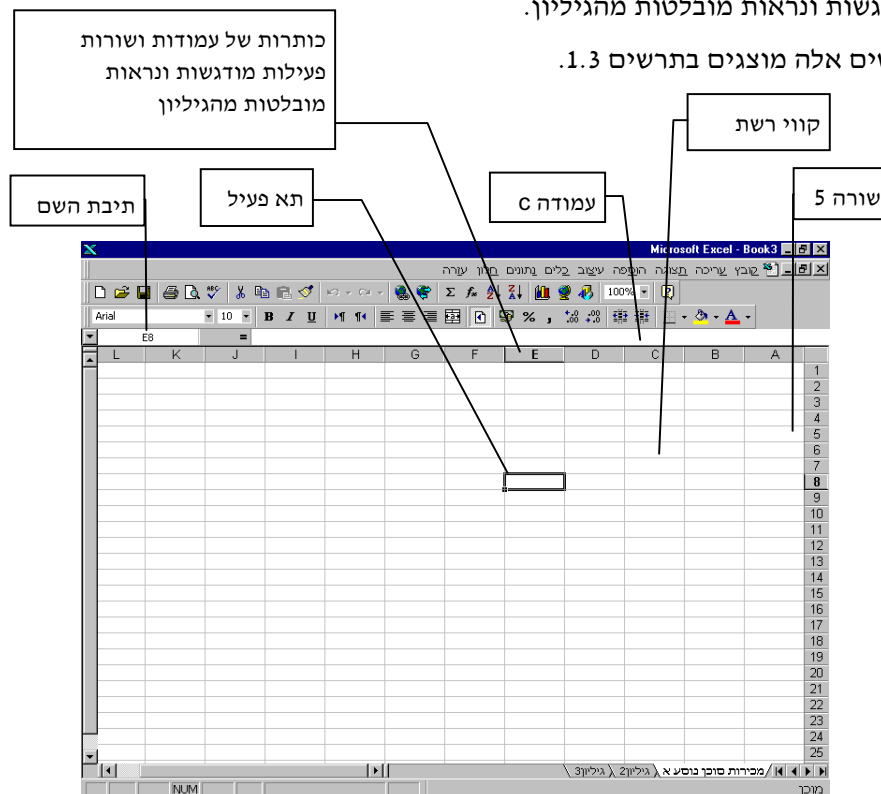 גשות ונראות מובלטות מהגיליון.
ים אלה מוצגים בתרשים 1.3.
כותרות של עמודות ושורות
פעילות מודגשות ונראות
מובלטות מהגיליון
קווי רשת
שורה 5
עמודה C
תא פעיל
תיבת השם
Microsoft Excel - Book3
קובץ עריכה תצוגה הוספה עיצוב כלים נתונים חלון עזרה
100%
Arial 10 B I U % ,
E8 =
A B C D E F G H I J K L
1
2
3
4
5
6
7
8
9
10
11
12
13
14
15
16
17
18
19
20
21
22
23
24
25
מכירות סוכן נוסע א גיליון2 גיליון3
מוכן NUM